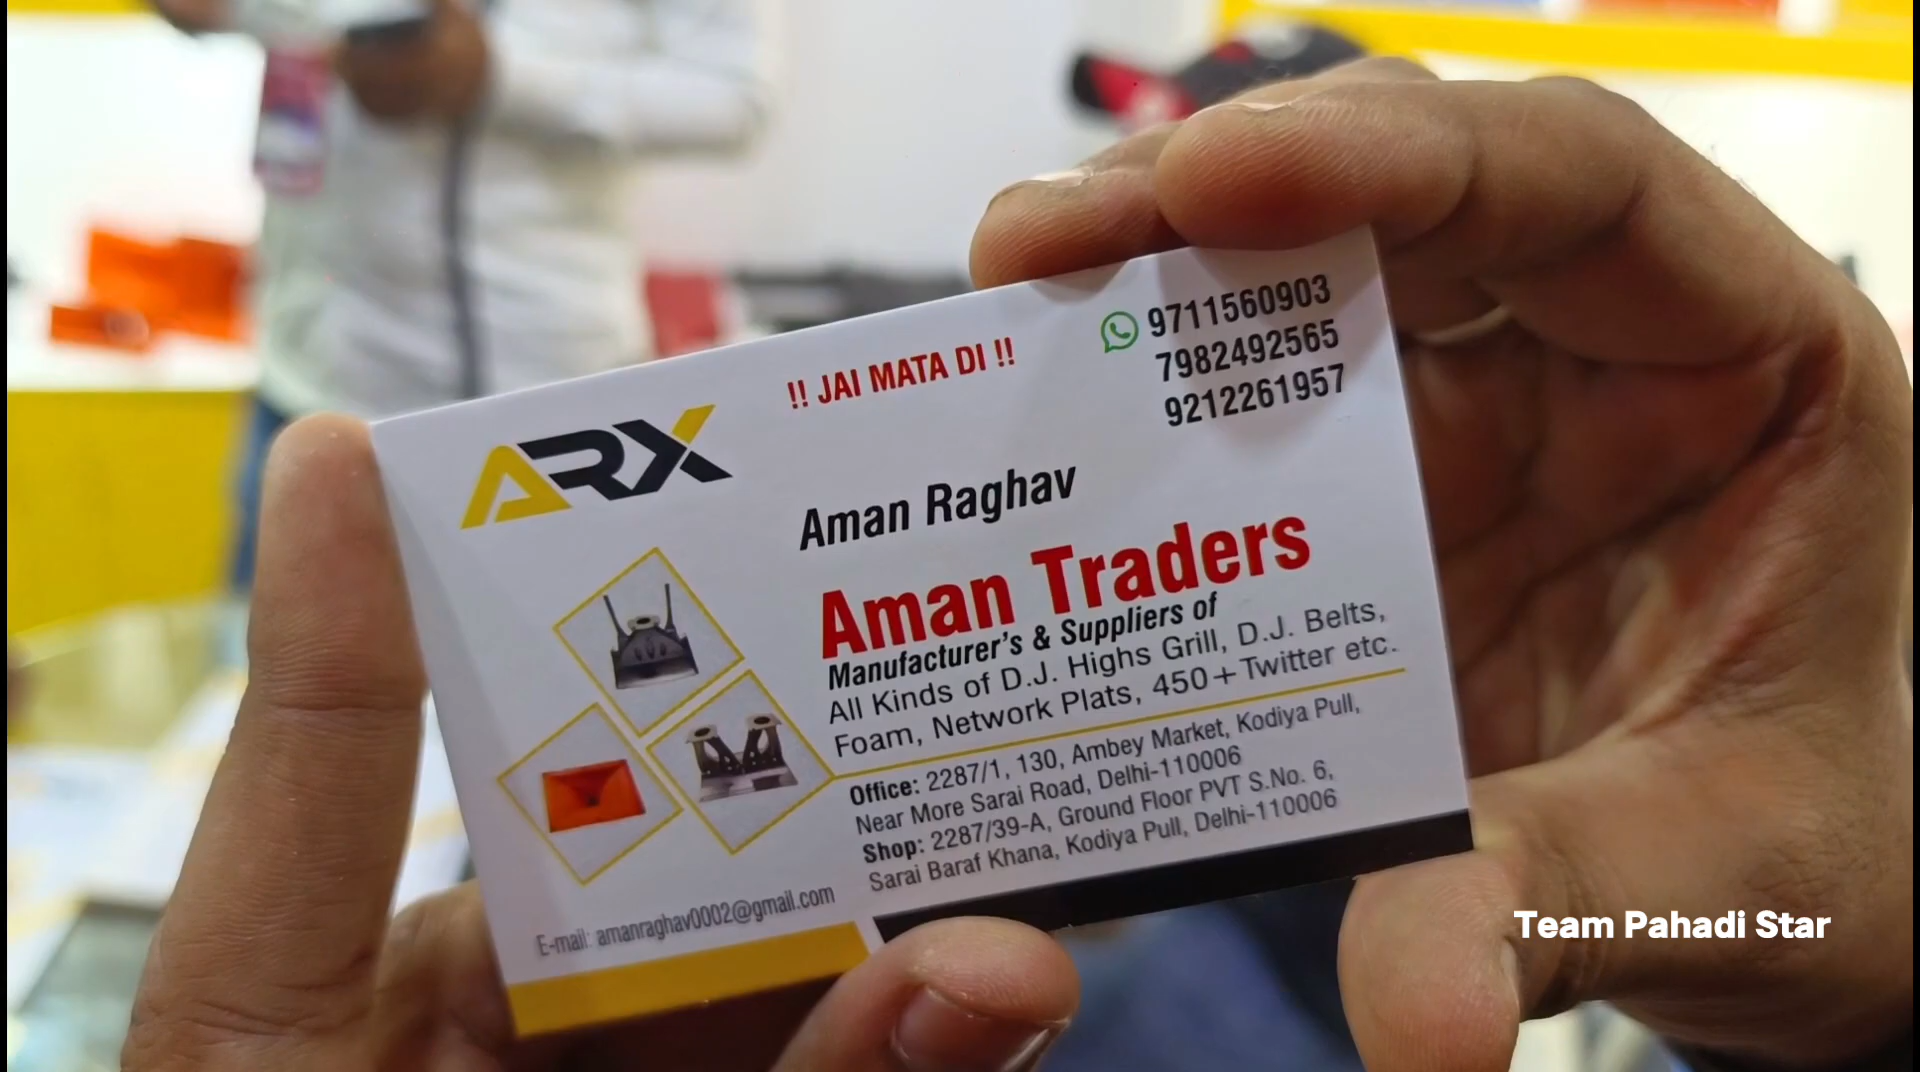 !! JAI MATA DI !!
9711560903
7982492565
9212261957
ARX
Aman Raghav
Aman Traders
Manufacturer's & Suppliers of
All Kinds of D.J. Highs Grill, D.J. Belts,
Foam, Network Plats, 450+Twitter etc.
Office: 2287/1, 130, Ambey Market, Kodiya Pull,
Near More Sarai Road, Delhi-110006
Shop: 2287/39-A, Ground Floor PVT S.No. 6,
Sarai Baraf Khana, Kodiya Pull, Delhi-110006
E-mail: amanraghav0002@gmail.com
Team Pahadi Star